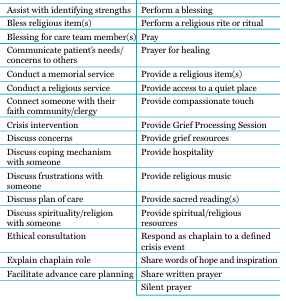 Assist with identifying strengths
Bless religious item(s)
Blessing for care team member(s)
Communicate patient's needs/
concerns to others
Conduct a memorial service
Conduct a religious service
Connect someone with their
faith community/clergy
Crisis intervention
Discuss concerns
Discuss coping mechanism
with someone
Discuss frustrations with
someone
Discuss plan of care
Discuss spirituality/religion
with someone
Ethical consultation
Explain chaplain role
Facilitate advance care planning
Perform a blessing
Perform a religious rite or ritual
Pray
Prayer for healing
Provide a religious item(s)
Provide access to a quiet place
Provide compassionate touch
Provide Grief Processing Session
Provide grief resources
Provide hospitality
Provide religious music
Provide sacred reading(s)
Provide spiritual/religious
resources
Respond as chaplain to a defined
crisis event
Share words of hope and inspiration
Share written prayer
Silent prayer